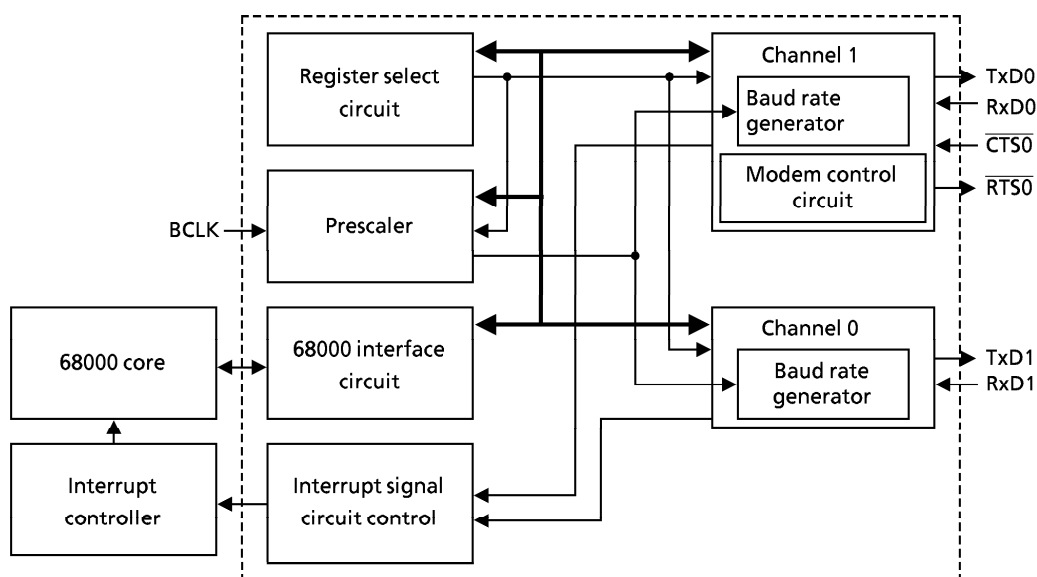 Register select
circuit
Channel 1
Baud rate
generator
Modem control
circuit
TxD0
RxD0
CTS0
RTS0
BCLK
Prescaler
68000 core
68000 interface
circuit
Channel 0
Baud rate
generator
TxD1
RxD1
Interrupt
controller
Interrupt signal
circuit control